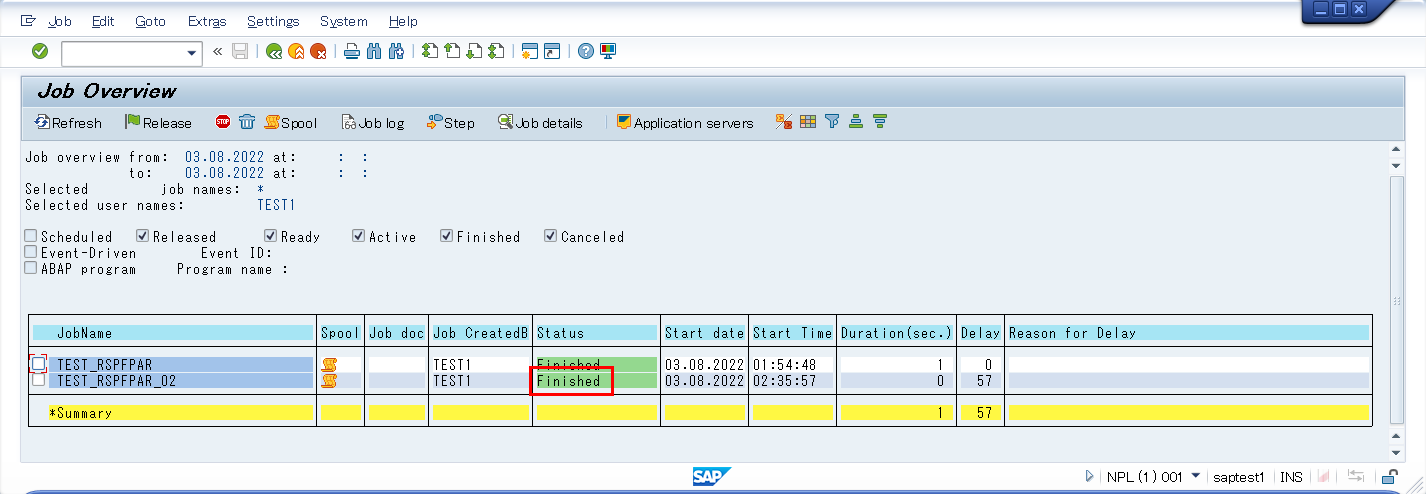 Job Edit Goto Extras Settings System Help
«
Job Overview
Refresh Release STOP Spool Job log Step Job details Application servers
Job overview from: 03.08.2022 at: : :
to: 03.08.2022 at: : :
Selected job names: *
Selected user names: TEST1
Scheduled Released Ready Active Finished Canceled
Event-Driven Event ID:
ABAP program Program name :
JobName Spool Job doc Job CreatedB Status Start date Start Time Duration(sec.) Delay Reason for Delay
TEST_RSPFPAR TEST1 Finished 03.08.2022 01:54:48 1 0
TEST_RSPFPAR_02 TEST1 Finished 03.08.2022 02:35:57 0 57
*Summary 1 57
SAP NPL (1) 001 saptest1 INS